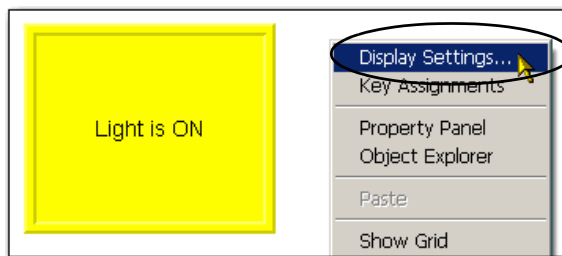 Light is ON
Display Settings...
Key Assignments
Property Panel
Object Explorer
Paste
Show Grid